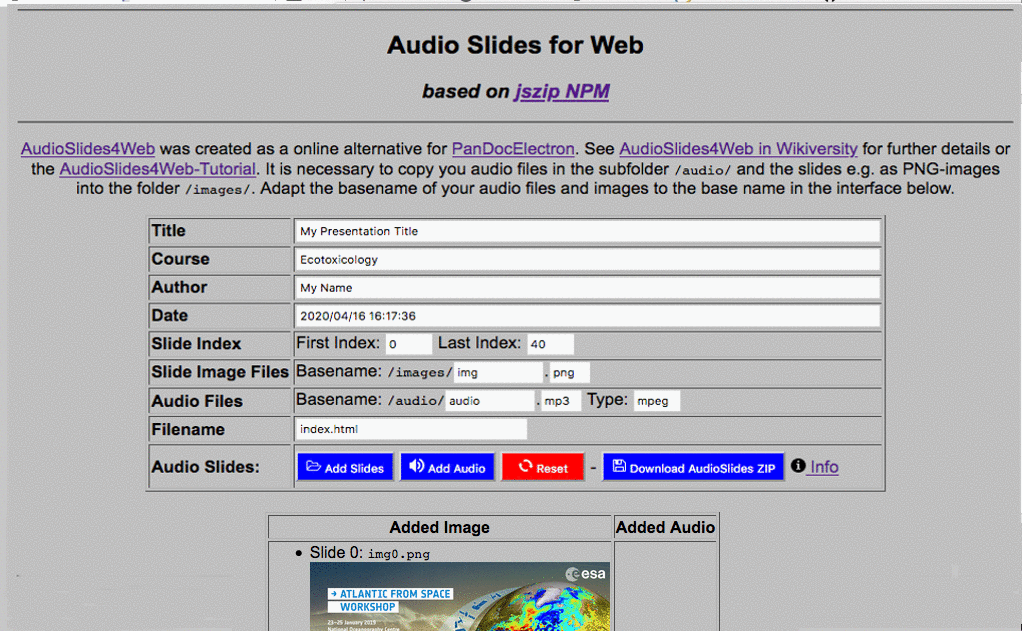 Audio Slides for Web
based on jszip NPM
AudioSlides4Web was created as a online alternative for PanDocElectron. See AudioSlides4Web in Wikiversity for further details or
the AudioSlides4Web-Tutorial. It is necessary to copy you audio files in the subfolder /audio/ and the slides e.g. as PNG-images
into the folder /images/. Adapt the basename of your audio files and images to the base name in the interface below.
Title My Presentation Title
Course Ecotoxicology
Author My Name
Date 2020/04/16 16:17:36
Slide Index First Index: 0 Last Index: 40
Slide Image Files Basename: /images/ img . png
Audio Files Basename: /audio/ audio . mp3 Type: mpeg
Filename index.html
Audio Slides: Add Slides Add Audio Reset - Download AudioSlides ZIP Info
Added Image Added Audio
• Slide 0: img0.png
esa
→ ATLANTIC FROM SPACE
WORKSHOP
23–25 January 2019
National Oceanography Centre